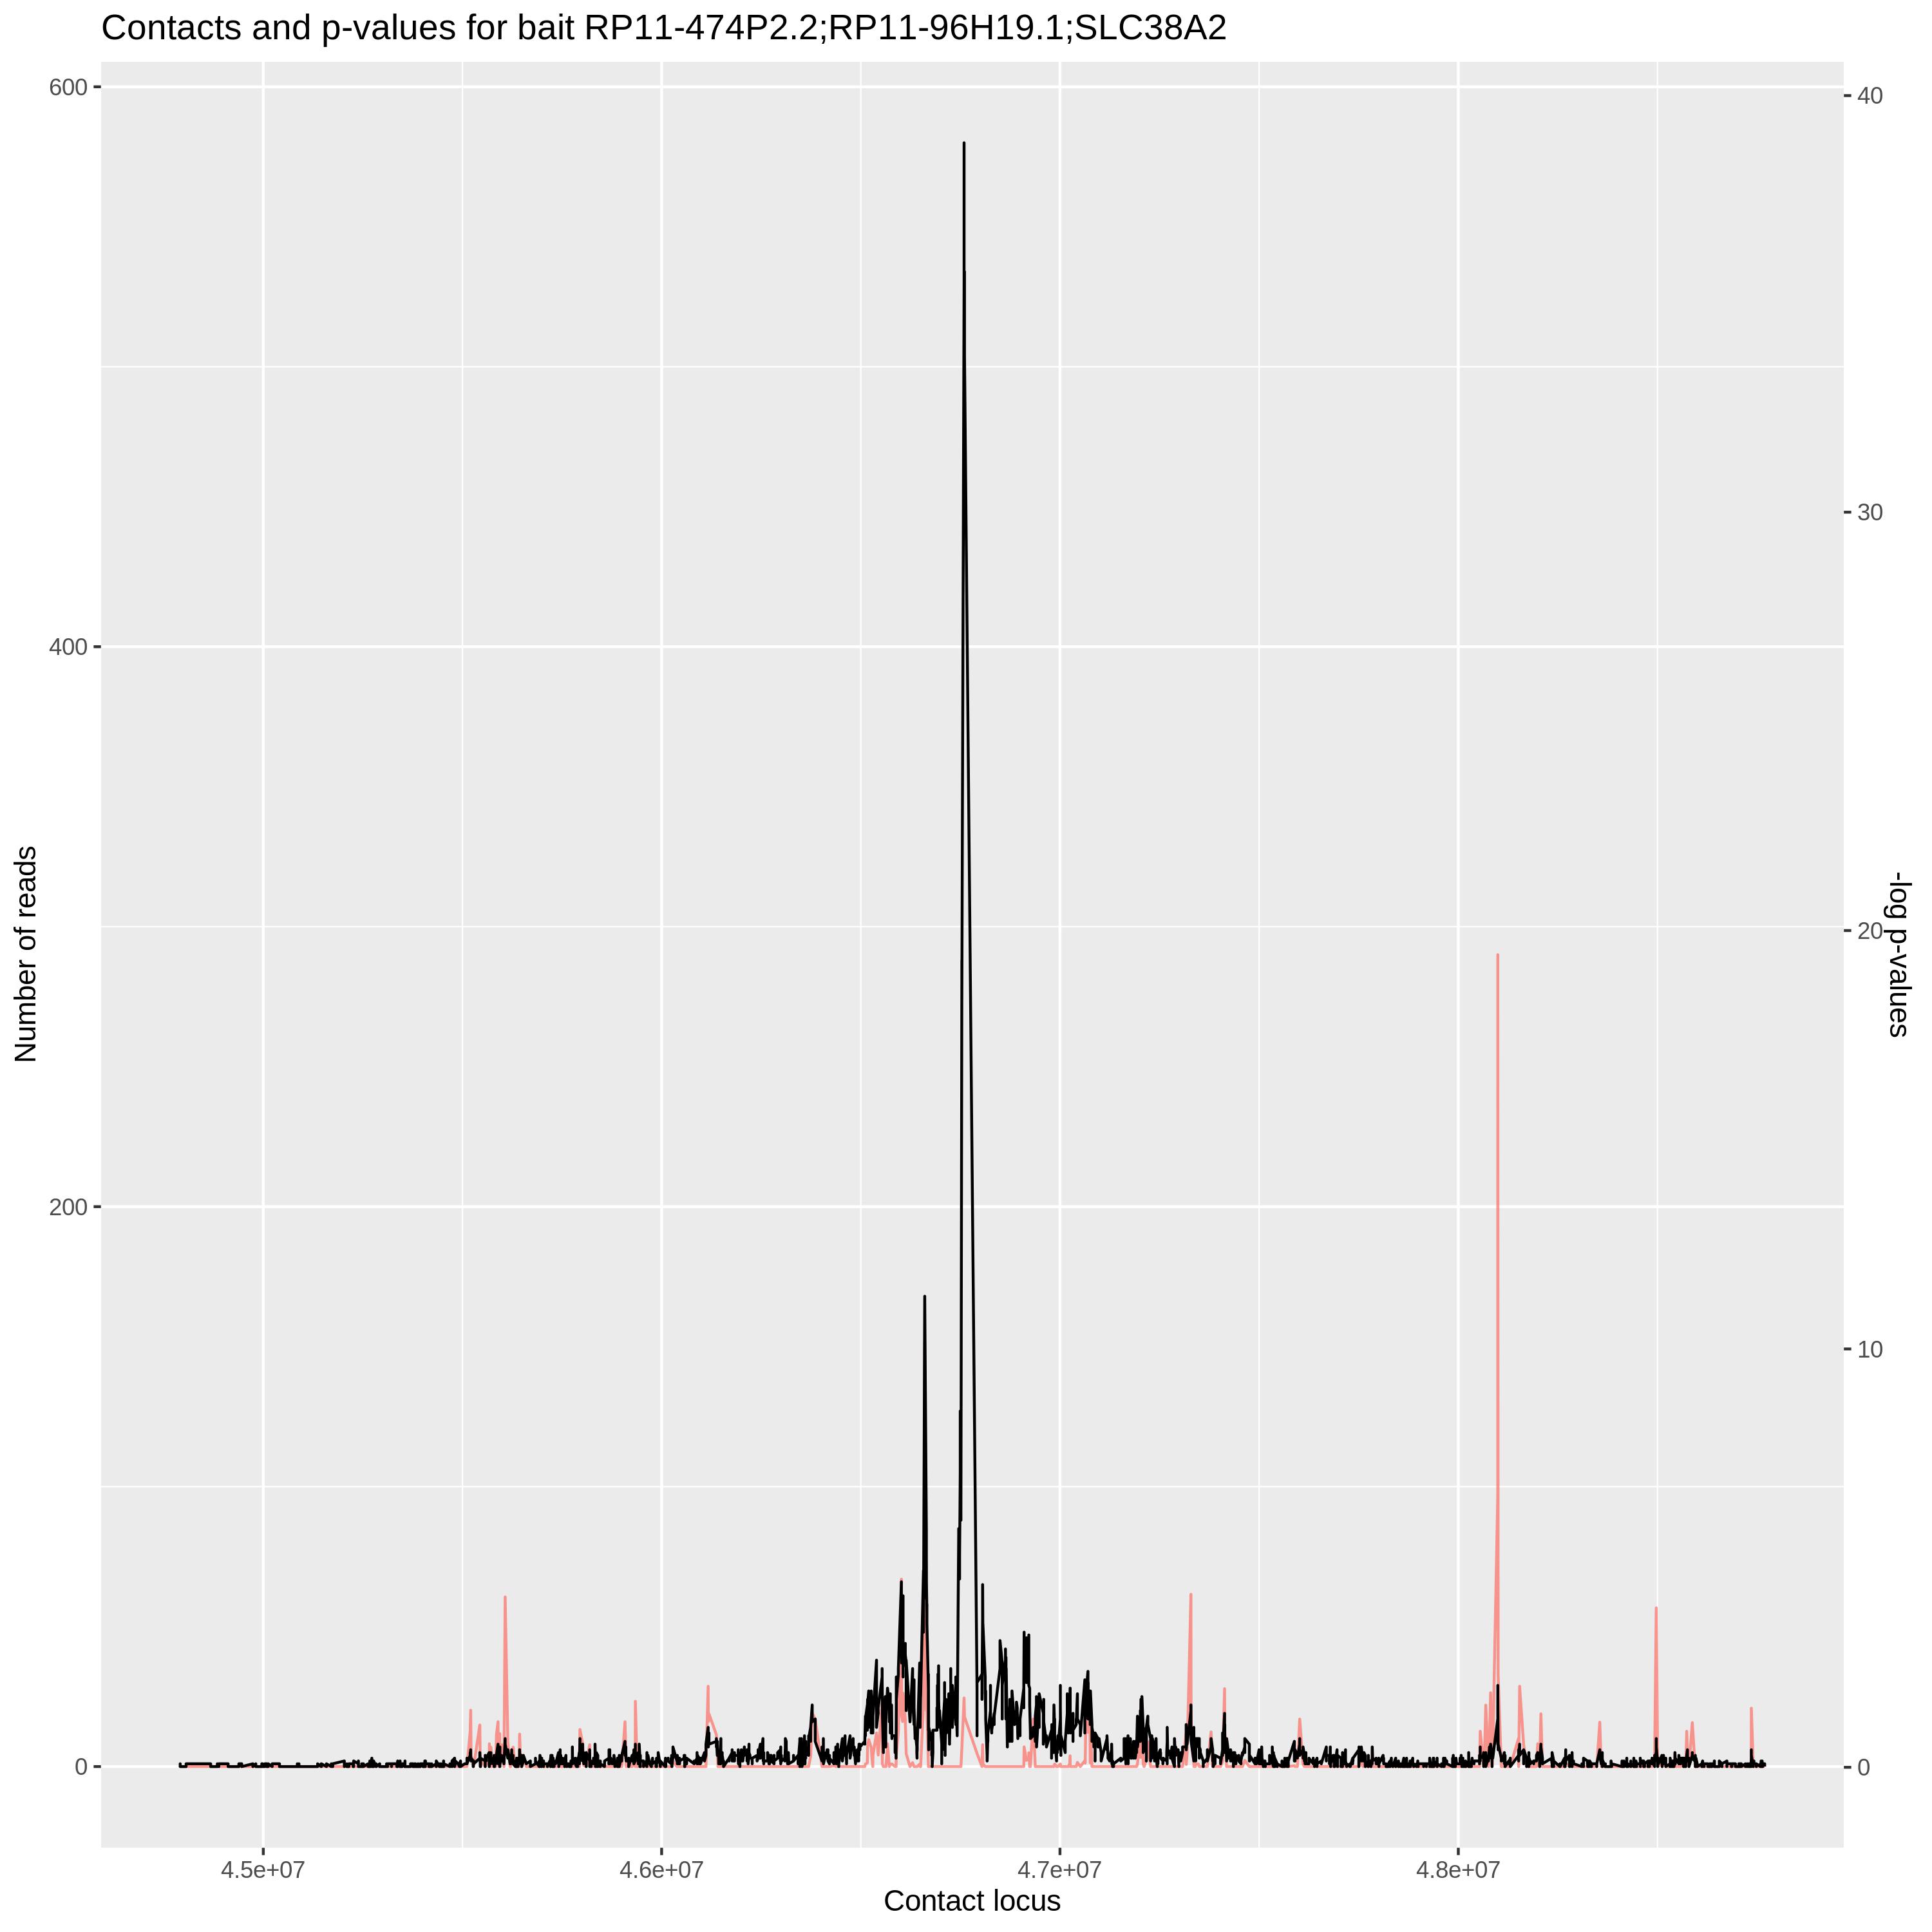 Contacts and p-values for bait RP11-474P2.2;RP11-96H19.1;SLC38A2
600
400
200
0
Number of reads
40
30
20
10
0
-log p-values
4.5e+07 4.6e+07 4.7e+07 4.8e+07
Contact locus